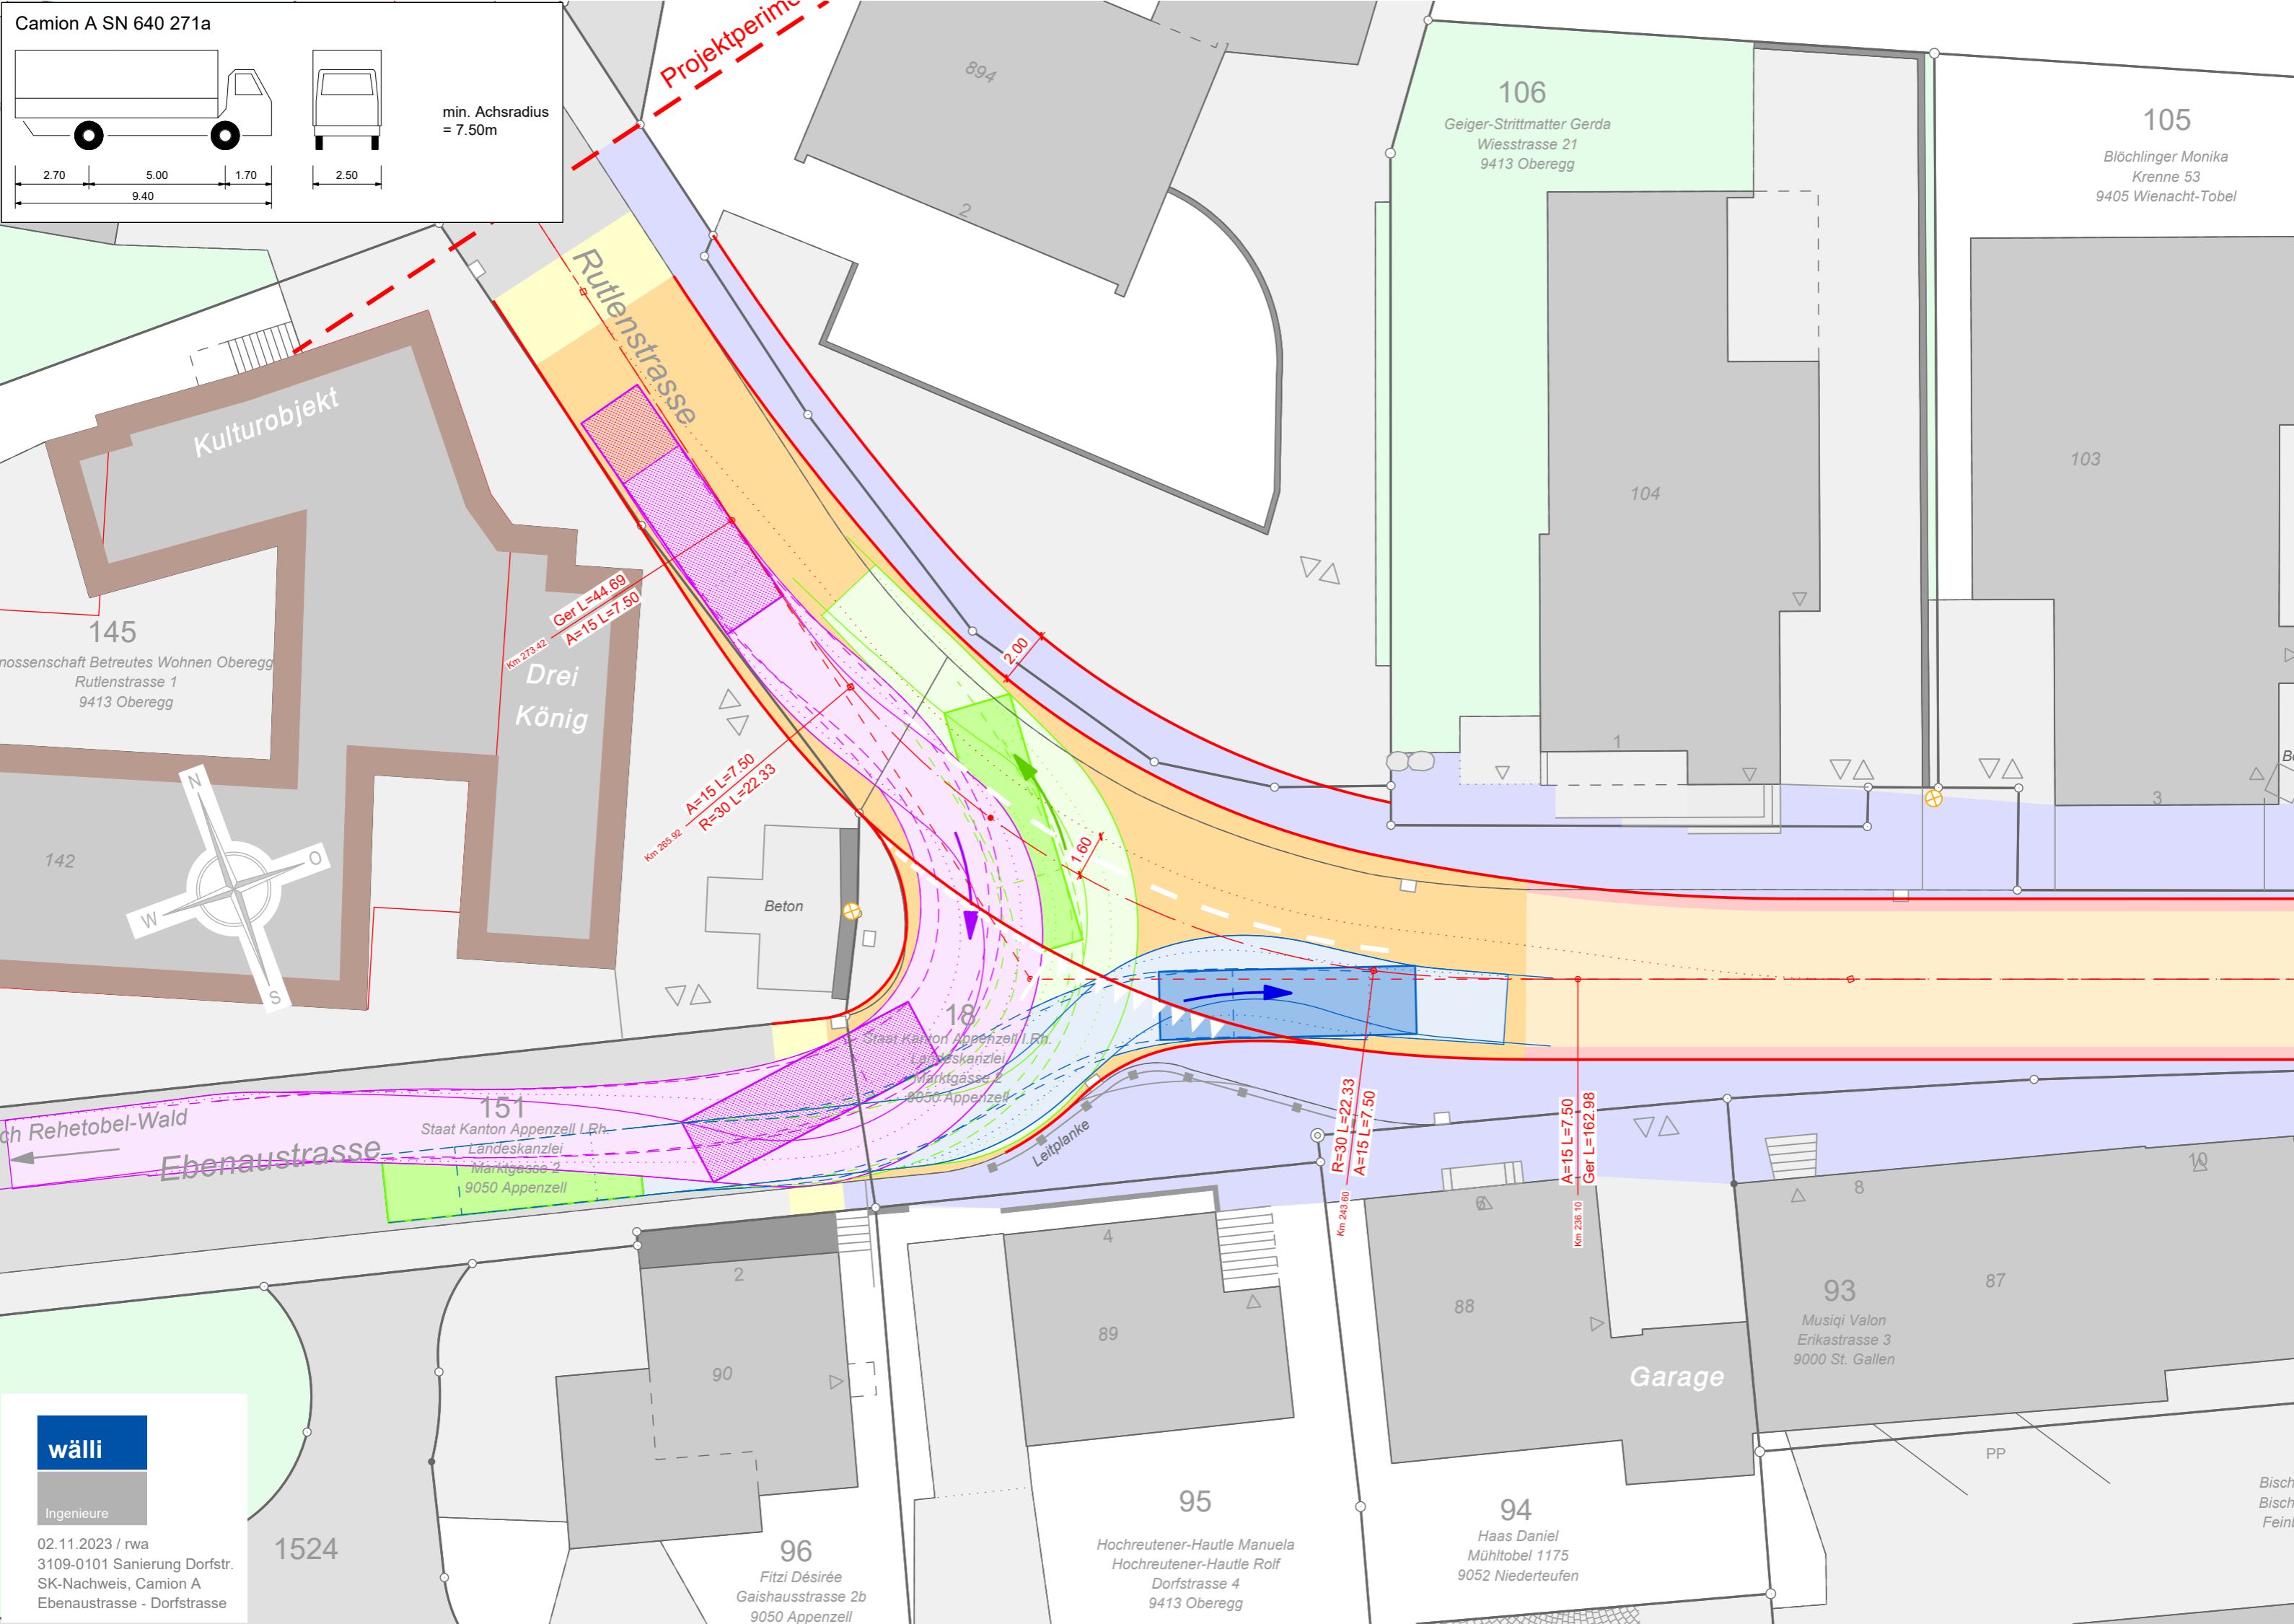 Camion A SN 640 271a
min. Achsradius
= 7.50m
2.70
5.00
1.70
2.50
9.40
Projektperime
894
2
106
Geiger-Strittmatter Gerda
Wiesstrasse 21
9413 Oberegg
105
Blöchlinger Monika
Krenne 53
9405 Wienacht-Tobel
Rutlenstrasse
Kulturobjekt
103
104
Ger L=44.69
A=15 L=7.50
Km 273.42
145
nossenschaft Betreutes Wohnen Oberegg
Rutlenstrasse 1
9413 Oberegg
Drei
König
2.00
1
3
A=15 L=7.50
R=30 L=22.33
Km 265.92
1.60
N
O
W
S
142
Beton
18
Staat Kanton Appenzell I.Rh.
Landeskanzlei
Marktgasse 2
9050 Appenzell
151
Staat Kanton Appenzell I.Rh.
Landeskanzlei
Marktgasse 2
9050 Appenzell
ch Rehetobel-Wald
Ebenaustrasse
Leitplanke
R=30 L=22.33
A=15 L=7.50
Km 243.60
A=15 L=7.50
Ger L=162.98
Km 236.10
10
8
6
4
2
93
Musiqi Valon
Erikastrasse 3
9000 St. Gallen
87
88
89
90
Garage
PP
Bisch
Bisch
Fein
95
Hochreutener-Hautle Manuela
Hochreutener-Hautle Rolf
Dorfstrasse 4
9413 Oberegg
94
Haas Daniel
Mühltobel 1175
9052 Niederteufen
96
Fitzi Désirée
Gaishausstrasse 2b
9050 Appenzell
1524
wälli
Ingenieure
02.11.2023 / rwa
3109-0101 Sanierung Dorfstr.
SK-Nachweis, Camion A
Ebenaustrasse - Dorfstrasse